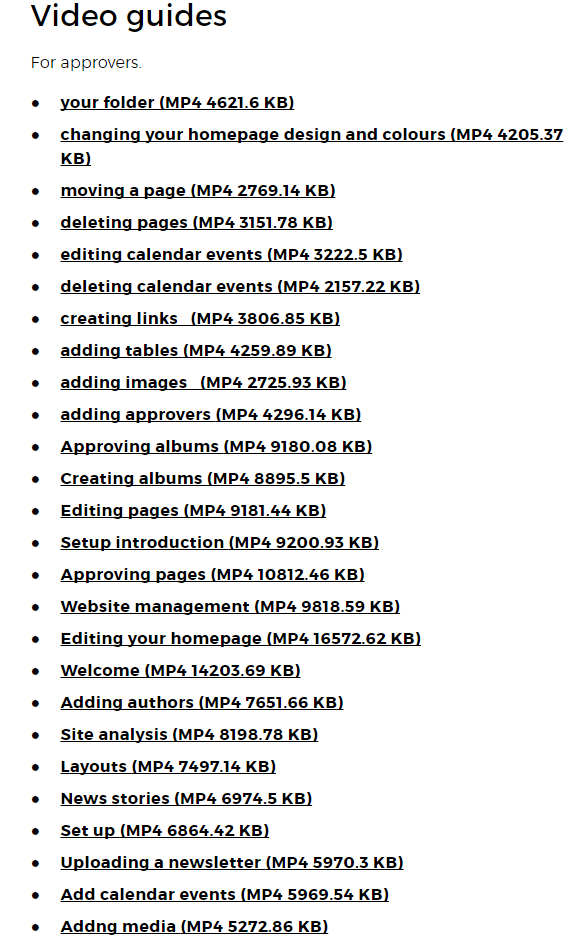 Video guides
For approvers.
your folder (MP4 4621.6 KB)
changing your homepage design and colours (MP4 4205.37
KB)
moving a page (MP4 2769.14 KB)
deleting pages (MP4 3151.78 KB)
editing calendar events (MP4 3222.5 KB)
deleting calendar events (MP4 2157.22 KB)
creating links   (MP4 3806.85 KB)
adding tables (MP4 4259.89 KB)
adding images   (MP4 2725.93 KB)
adding approvers (MP4 4296.14 KB)
Approving albums (MP4 9180.08 KB)
Creating albums (MP4 8895.5 KB)
Editing pages (MP4 9181.44 KB)
Setup introduction (MP4 9200.93 KB)
Approving pages (MP4 10812.46 KB)
Website management (MP4 9818.59 KB)
Editing your homepage (MP4 16572.62 KB)
Welcome (MP4 14203.69 KB)
Adding authors (MP4 7651.66 KB)
Site analysis (MP4 8198.78 KB)
Layouts (MP4 7497.14 KB)
News stories (MP4 6974.5 KB)
Set up (MP4 6864.42 KB)
Uploading a newsletter (MP4 5970.3 KB)
Add calendar events (MP4 5969.54 KB)
Addng media (MP4 5272.86 KB)